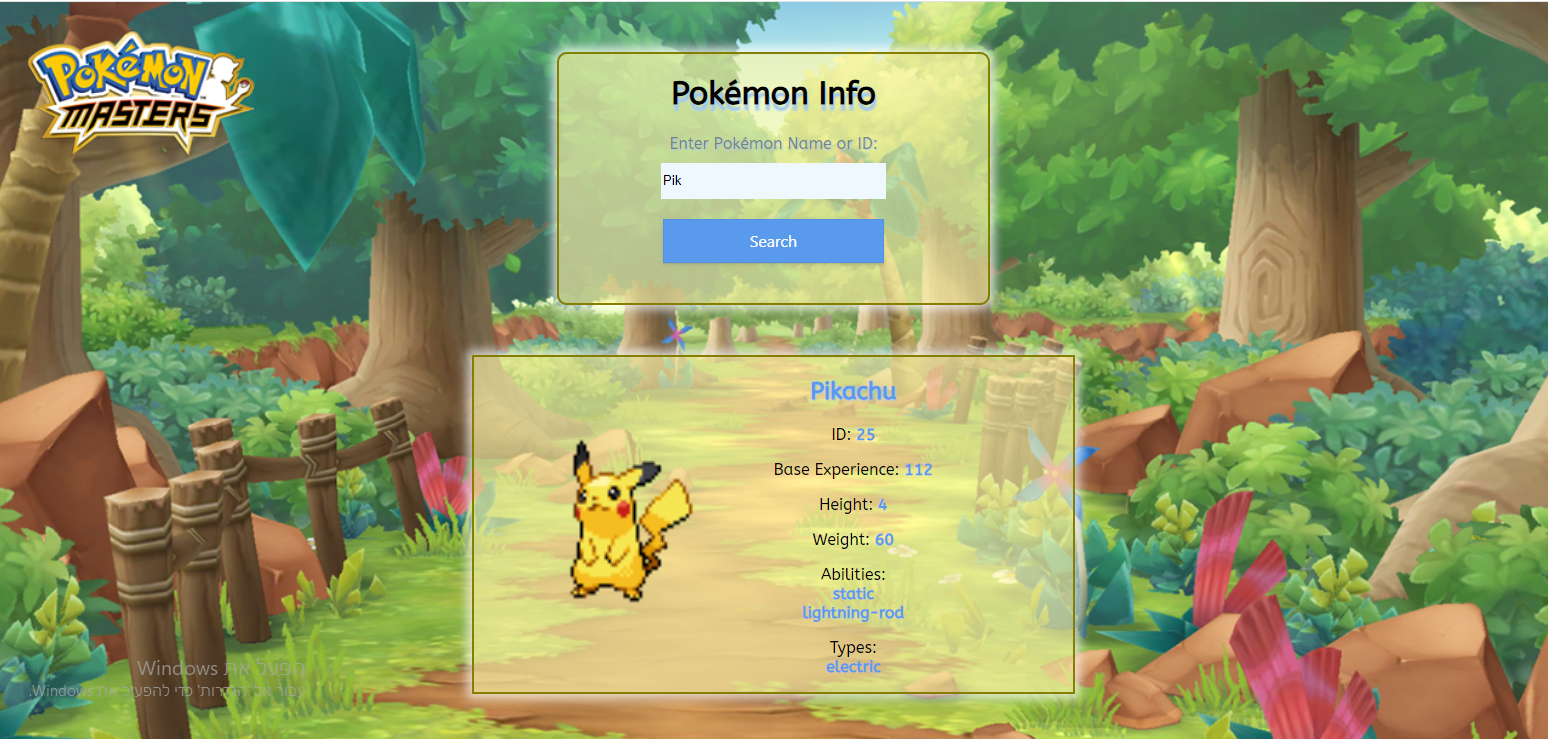 POKéMON
MASTERS
Pokémon Info
Enter Pokémon Name or ID:
Pik
Search
Pikachu
ID: 25
Base Experience: 112
Height: 4
Weight: 60
Abilities:
static
lightning-rod
Types:
electric
הפעל את Windows
עבור אל 'הגדרות' כדי להפעיל את Windows.